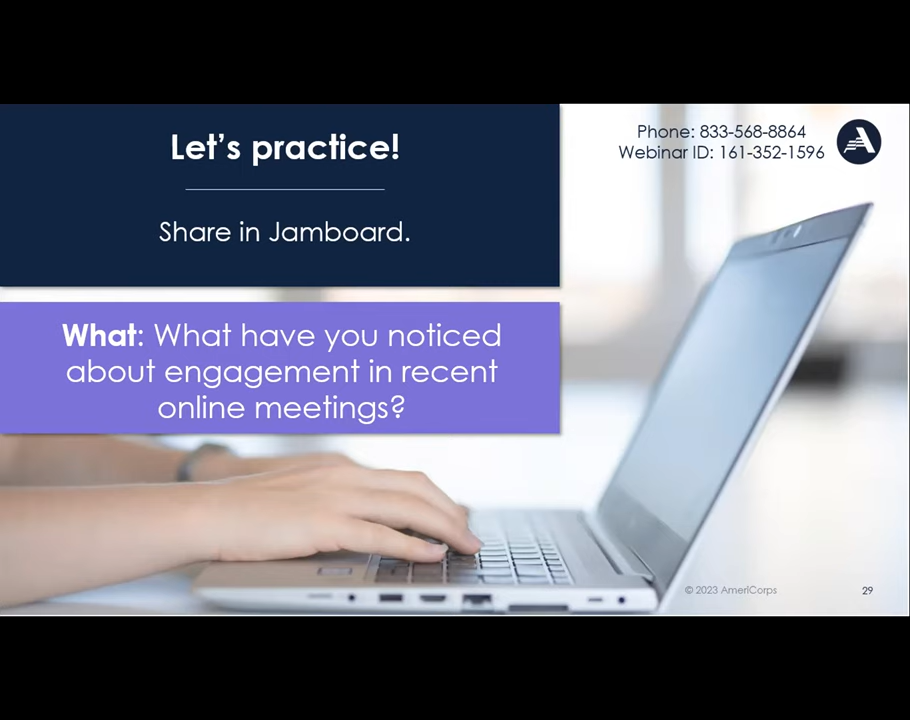 Let's practice!
Share in Jamboard.
What: What have you noticed
about engagement in recent
online meetings?
Phone: 833-568-8864
Webinar ID: 161-352-1596
© 2023 AmeriCorps
29